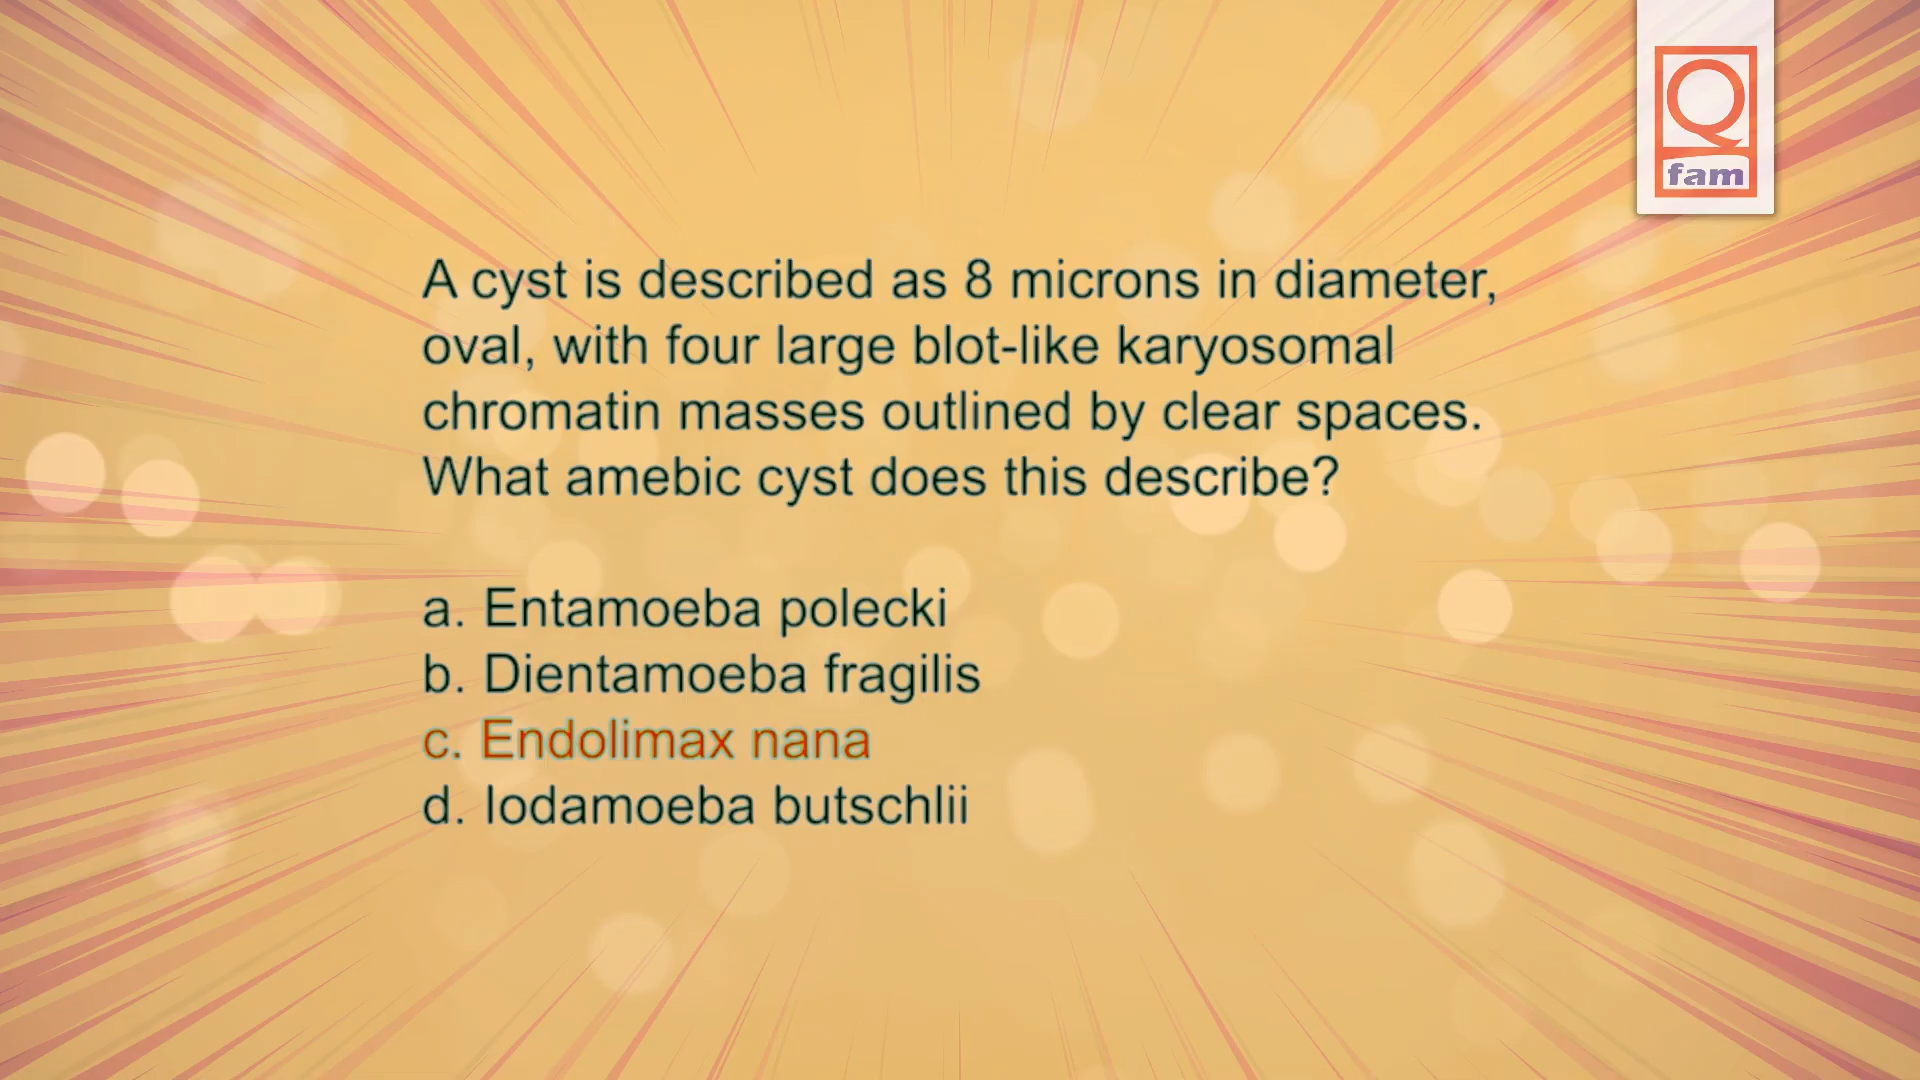 Q
fam
A cyst is described as 8 microns in diameter,
oval, with four large blot-like karyosomal
chromatin masses outlined by clear spaces.
What amebic cyst does this describe?
a. Entamoeba polecki
b. Dientamoeba fragilis
c. Endolimax nana
d. Iodamoeba butschlii